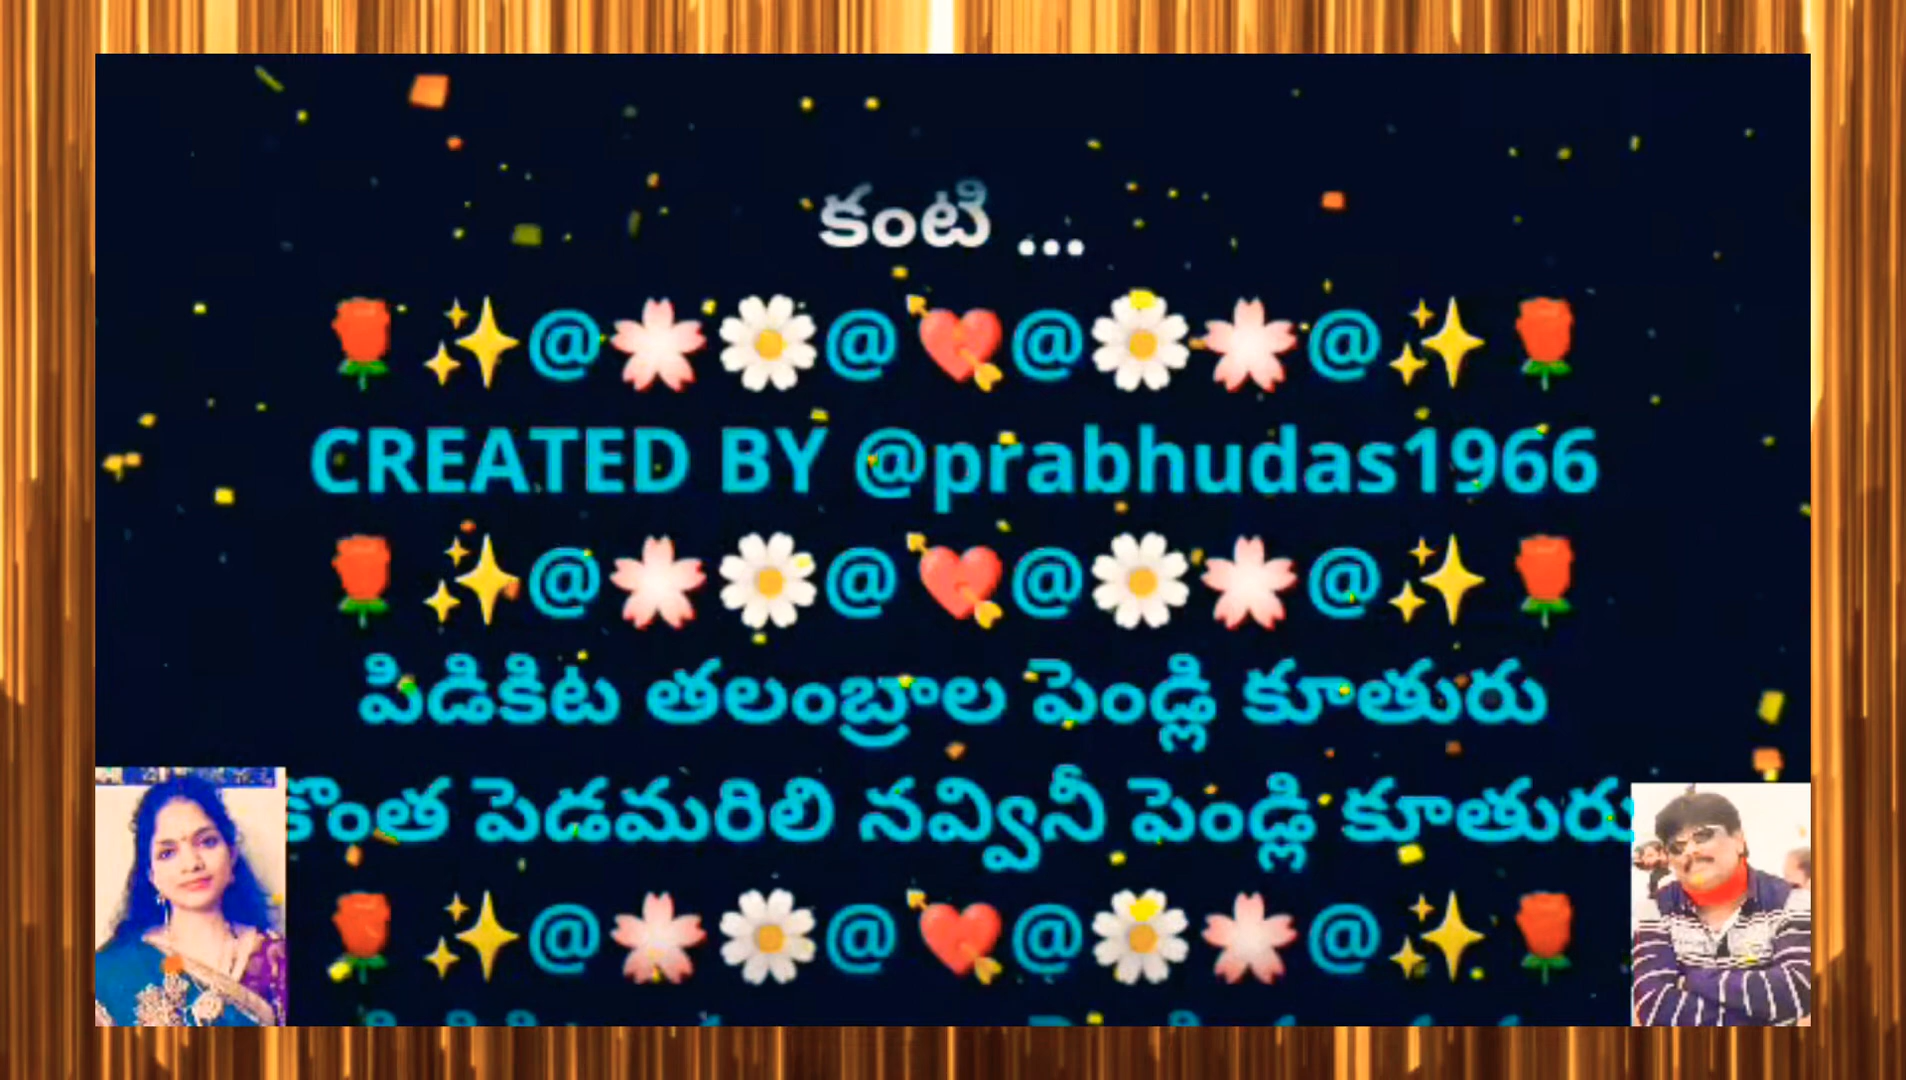 కంటి ...
🌹✨@🌸🌼@💘@🌼🌸@✨🌹
CREATED BY @prabhudas1966
🌹✨@🌸🌼@💘@🌼🌸@✨🌹
పిడికిట తలంబ్రాల పెండ్లి కూతురు
కొంత పెడమరిలి నవ్వినీ పెండ్లి కూతురు
🌹✨@🌸🌼@💘@🌼🌸@✨🌹